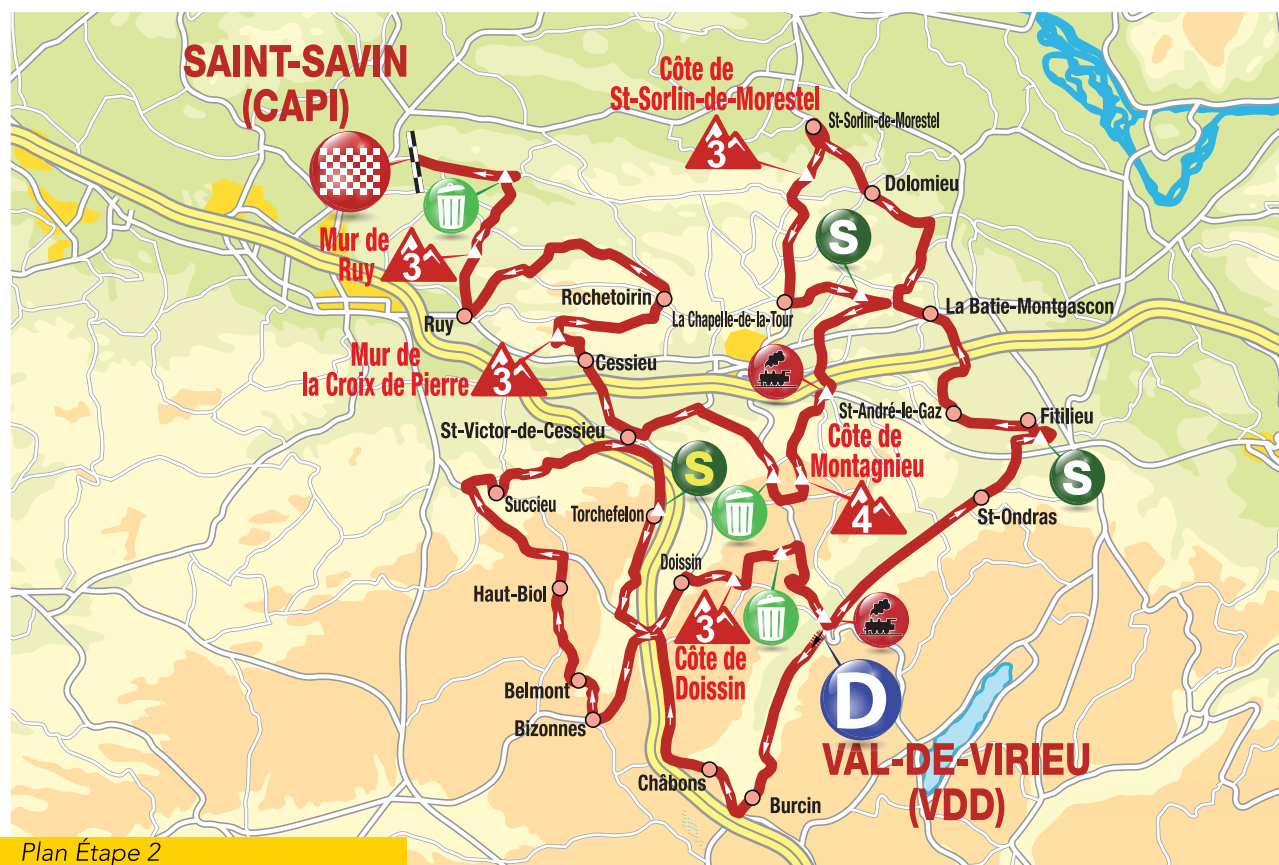 SAINT-SAVIN
(CAPI)
Côte de
St-Sorlin-de-Morestel
3
St-Sorlin-de-Morestel
Dolomieu
S
Mur de
Ruy
3
Ruy
Rochetoirin
La Chapelle-de-la-Tour
La Batie-Montgascon
Mur de
la Croix de Pierre
3
Cessieu
St-André-le-Gaz
Fitilieu
St-Victor-de-Cessieu
Côte de
Montagnieu
4
S
S
Succieu
Torchefelon
St-Ondras
Doissin
Haut-Biol
3
Côte de
Doissin
Belmont
Bizonnes
D
VAL-DE-VIRIEU
(VDD)
Châbons
Burcin
Plan Étape 2